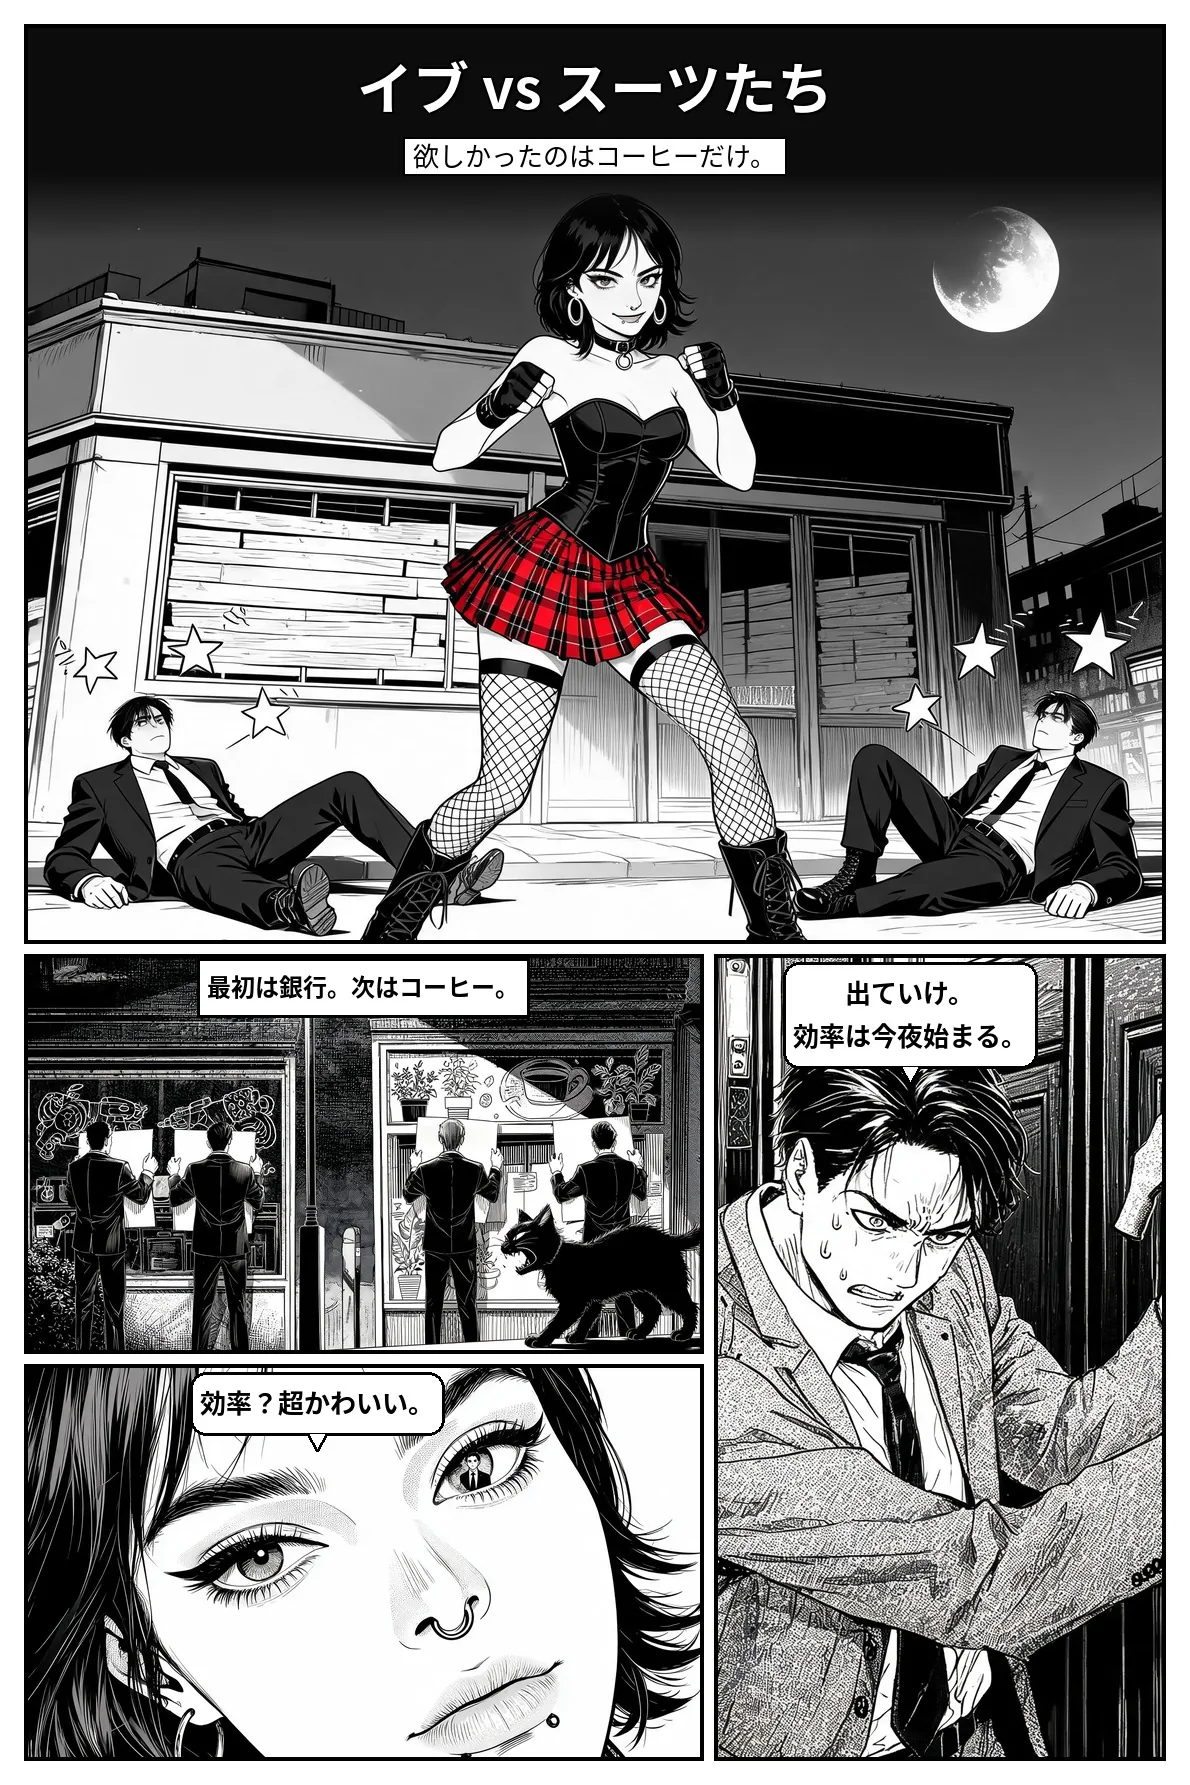 イブ vs スーツたち
欲しかったのはコーヒーだけ。
最初は銀行。次はコーヒー。
出ていけ。
効率は今夜始まる。
効率？超かわいい。